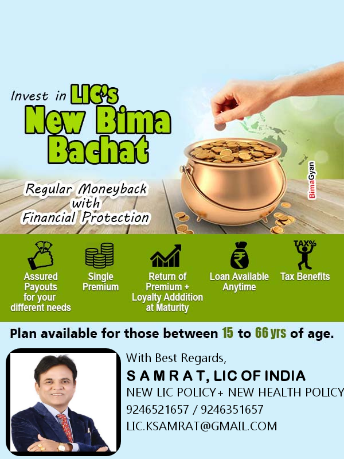 Invest in LIC's
New Bima
Bachat
Regular Moneyback
with
Financial Protection
BimaGyan
TAX%
Assured
Payouts
for your
different needs
Single
Premium
Return of
Premium +
Loyalty Adddition
at Maturity
Loan Available
Anytime
Tax Benefits
Plan available for those between 15 to 66 yrs of age.
With Best Regards,
S A M R A T, LIC OF INDIA
NEW LIC POLICY+ NEW HEALTH POLICY
9246521657 / 9246351657
LIC.KSAMRAT@GMAIL.COM